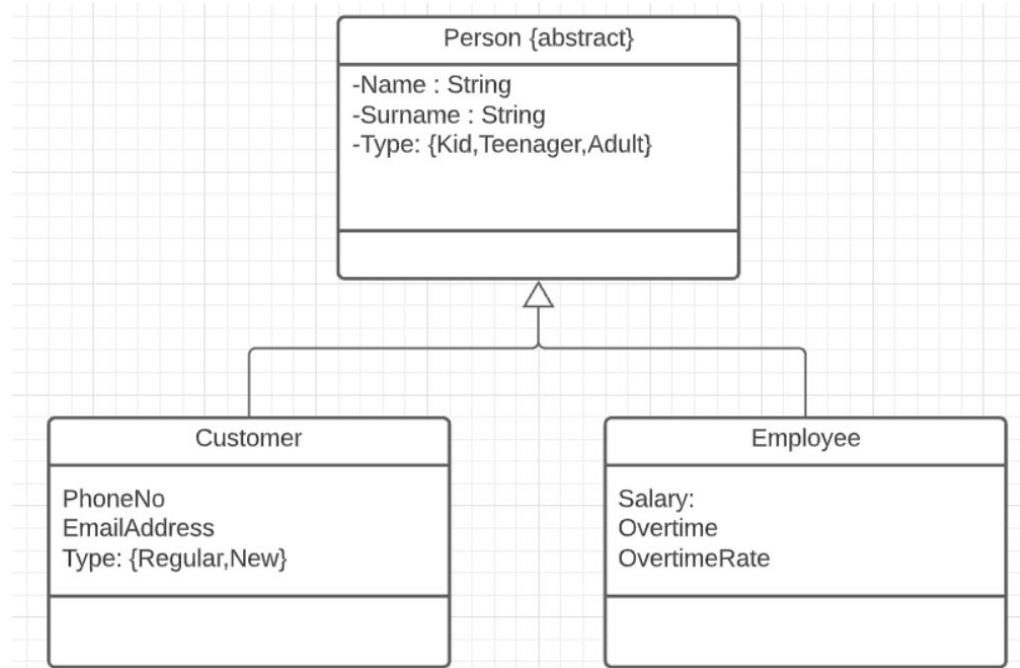 Person {abstract}
-Name : String
-Surname : String
-Type: {Kid,Teenager,Adult}
Customer
PhoneNo
EmailAddress
Type: {Regular,New}
Employee
Salary:
Overtime
OvertimeRate